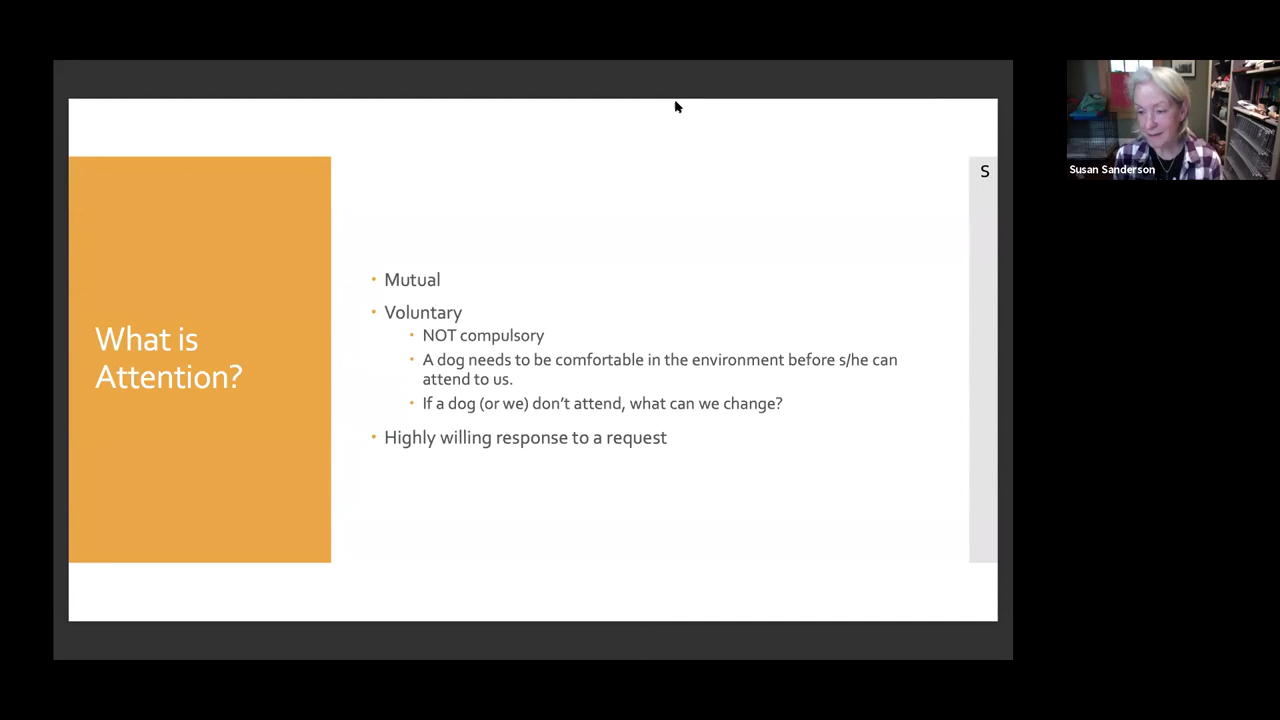 What is
Attention?
• Mutual
• Voluntary
• NOT compulsory
• A dog needs to be comfortable in the environment before s/he can
attend to us.
• If a dog (or we) don't attend, what can we change?
• Highly willing response to a request
S
Susan Sanderson